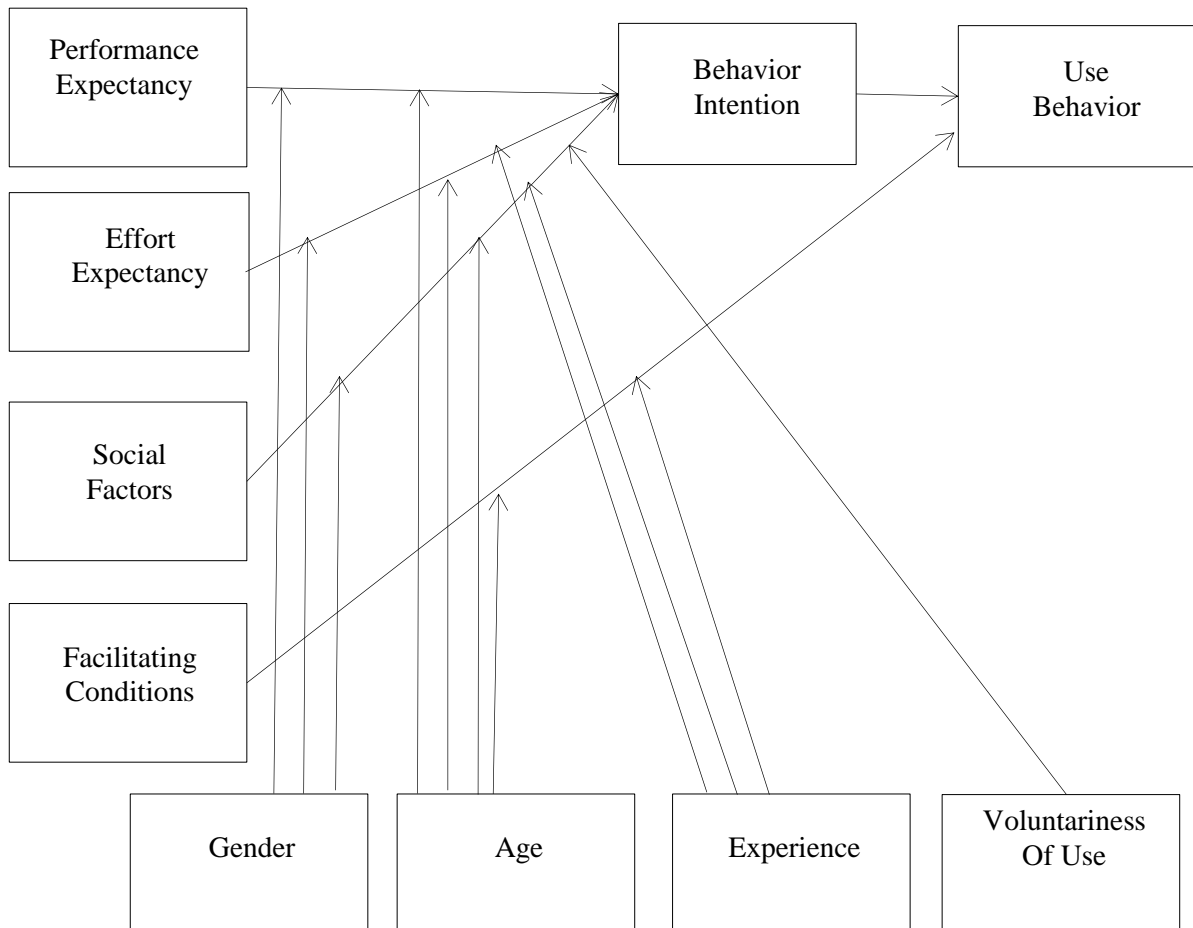 Performance
Expectancy
Behavior
Intention
Use
Behavior
Effort
Expectancy
Social
Factors
Facilitating
Conditions
Gender
Age
Experience
Voluntariness
Of Use